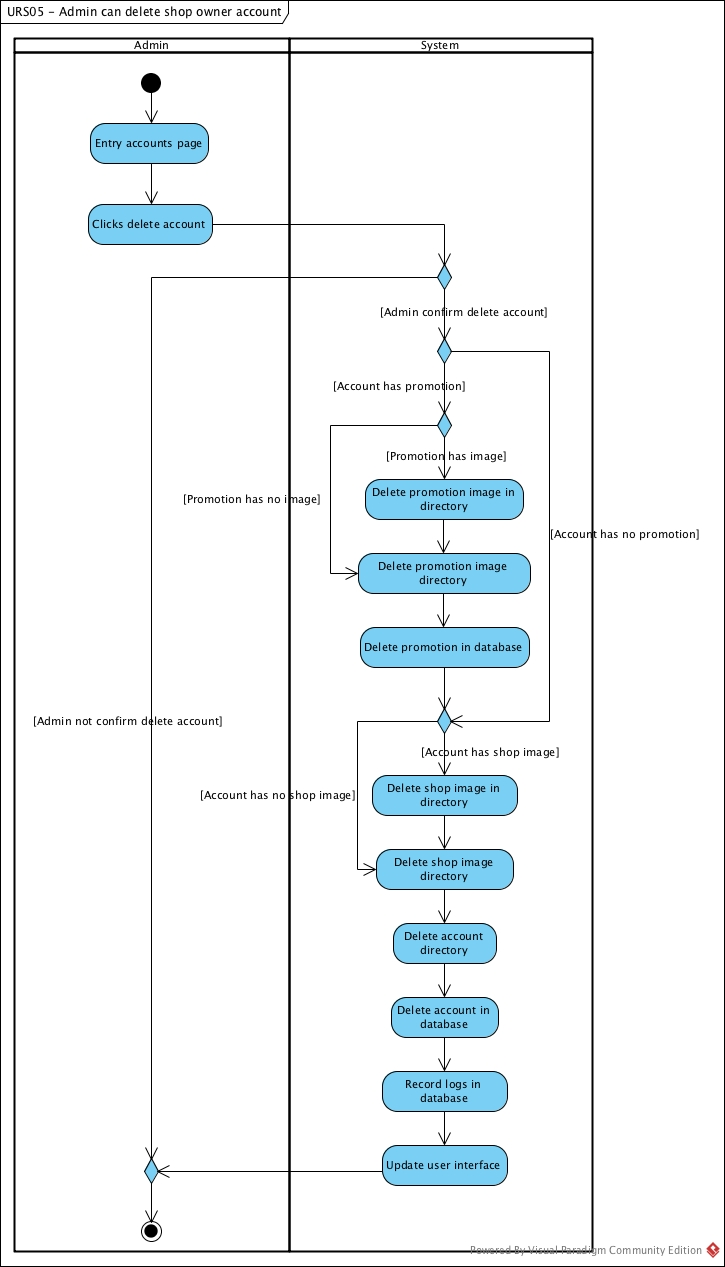 URS05 - Admin can delete shop owner account
Admin
System
Entry accounts page
Clicks delete account
[Admin confirm delete account]
[Account has promotion]
[Promotion has image]
Delete promotion image in
directory
[Promotion has no image]
[Account has no promotion]
Delete promotion image
directory
Delete promotion in database
[Admin not confirm delete account]
[Account has shop image]
Delete shop image in
directory
[Account has no shop image]
Delete shop image
directory
Delete account
directory
Delete account in
database
Record logs in
database
Update user interface
Powered By Visual Paradigm Community Edition